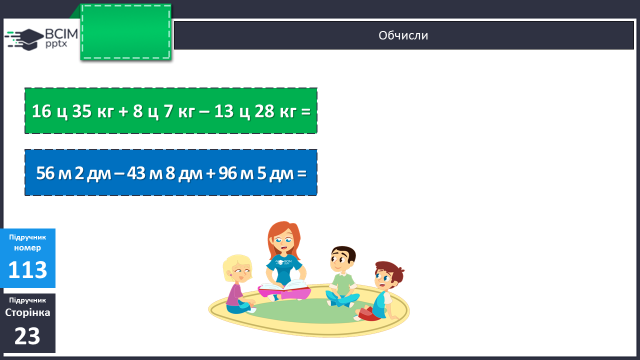 ВСІМ
pptx
Обчисли
16 ц 35 кг + 8 ц 7 кг – 13 ц 28 кг =
56 м 2 дм – 43 м 8 дм + 96 м 5 дм =
Підручник
номер
113
Підручник
Сторінка
23